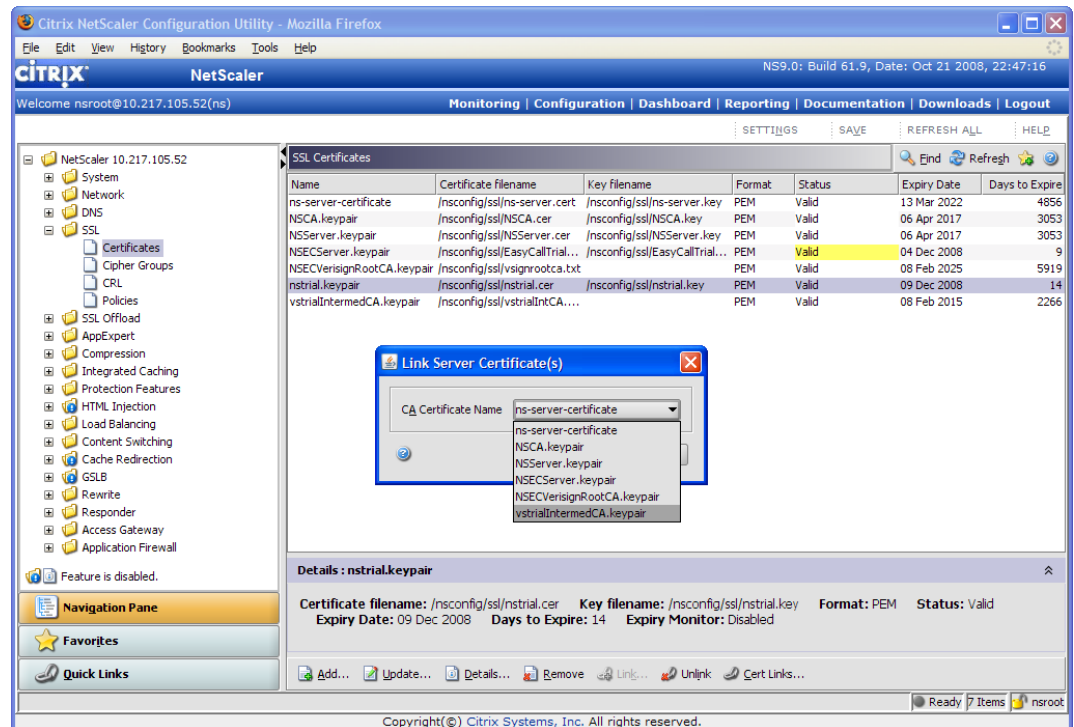 Citrix NetScaler Configuration Utility - Mozilla Firefox
File Edit View History Bookmarks Tools Help
CITRIX NetScaler
NS9.0: Build 61.9, Date: Oct 21 2008, 22:47:16
Welcome nsroot@10.217.105.52(ns)
Monitoring | Configuration | Dashboard | Reporting | Documentation | Downloads | Logout
SETTINGS SAVE REFRESH ALL HELP
NetScaler 10.217.105.52
System
Network
DNS
SSL
Certificates
Cipher Groups
CRL
Policies
SSL Offload
AppExpert
Compression
Integrated Caching
Protection Features
HTML Injection
Load Balancing
Content Switching
Cache Redirection
GSLB
Rewrite
Responder
Access Gateway
Application Firewall
Feature is disabled.
Navigation Pane
Favorites
Quick Links
SSL Certificates
Find Refresh
Name Certificate filename Key filename Format Status Expiry Date Days to Expire
ns-server-certificate /nsconfig/ssl/ns-server.cert /nsconfig/ssl/ns-server.key PEM Valid 13 Mar 2022 4856
NSCA.keypair /nsconfig/ssl/NSCA.cer /nsconfig/ssl/NSCA.key PEM Valid 06 Apr 2017 3053
NSServer.keypair /nsconfig/ssl/NSServer.cer /nsconfig/ssl/NSServer.key PEM Valid 06 Apr 2017 3053
NSECServer.keypair /nsconfig/ssl/EasyCallTrial... /nsconfig/ssl/EasyCallTrial... PEM Valid 04 Dec 2008 9
NSECVerisignRootCA.keypair /nsconfig/ssl/vsignrootca.txt PEM Valid 08 Feb 2025 5919
nstrial.keypair /nsconfig/ssl/nstrial.cer /nsconfig/ssl/nstrial.key PEM Valid 09 Dec 2008 14
vstrialIntermedCA.keypair /nsconfig/ssl/vstrialIntCA.... PEM Valid 08 Feb 2015 2266
Link Server Certificate(s)
CA Certificate Name ns-server-certificate
ns-server-certificate
NSCA.keypair
NSServer.keypair
NSECServer.keypair
NSECVerisignRootCA.keypair
vstrialIntermedCA.keypair
Details : nstrial.keypair
Certificate filename: /nsconfig/ssl/nstrial.cer Key filename: /nsconfig/ssl/nstrial.key Format: PEM Status: Valid
Expiry Date: 09 Dec 2008 Days to Expire: 14 Expiry Monitor: Disabled
Add... Update... Details... Remove Link... Unlink Cert Links...
Ready 7 Items nsroot
Copyright(©) Citrix Systems, Inc. All rights reserved.